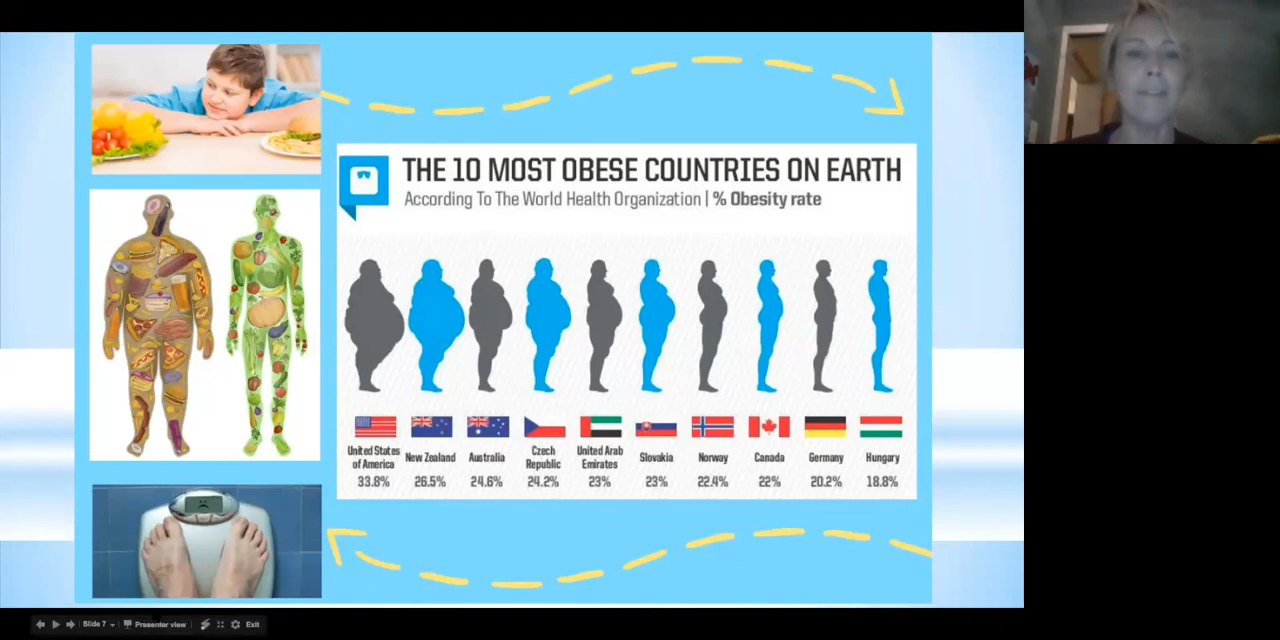 THE 10 MOST OBESE COUNTRIES ON EARTH
According To The World Health Organization | % Obesity rate
United States of America
New Zealand
Australia
Czech Republic
United Arab Emirates
Slovakia
Norway
Canada
Germany
Hungary
33.8%
26.5%
24.6%
24.2%
23%
23%
22.4%
22%
20.2%
18.8%
Slide 7
Presenter view
Exit